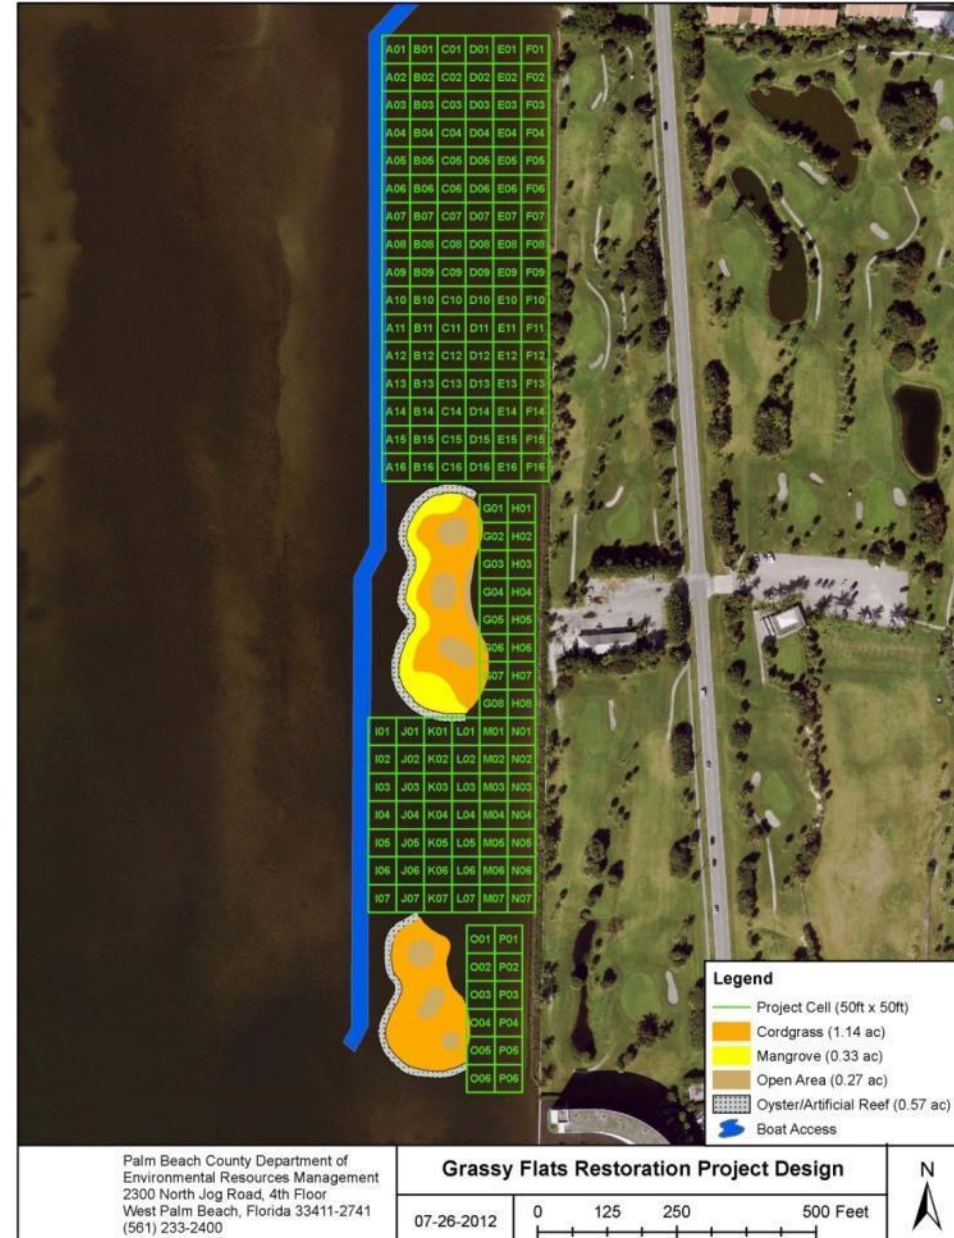 A01 B01 C01 D01 E01 F01
A02 B02 C02 D02 E02 F02
A03 B03 C03 D03 E03 F03
A04 B04 C04 D04 E04 F04
A05 B05 C05 D05 E05 F05
A06 B06 C06 D06 E06 F06
A07 B07 C07 D07 E07 F07
A08 B08 C08 D08 E08 F08
A09 B09 C09 D09 E09 F09
A10 B10 C10 D10 E10 F10
A11 B11 C11 D11 E11 F11
A12 B12 C12 D12 E12 F12
A13 B13 C13 D13 E13 F13
A14 B14 C14 D14 E14 F14
A15 B15 C15 D15 E15 F15
A16 B16 C16 D16 E16 F16
G01 H01
G02 H02
G03 H03
G04 H04
G05 H05
G06 H06
G07 H07
G08 H08
I01 J01 K01 L01 M01 N01
I02 J02 K02 L02 M02 N02
I03 J03 K03 L03 M03 N03
I04 J04 K04 L04 M04 N04
I05 J05 K05 L05 M05 N05
I06 J06 K06 L06 M06 N06
I07 J07 K07 L07 M07 N07
O01 P01
O02 P02
O03 P03
O04 P04
O05 P05
O06 P06
Legend
Project Cell (50ft x 50ft)
Cordgrass (1.14 ac)
Mangrove (0.33 ac)
Open Area (0.27 ac)
Oyster/Artificial Reef (0.57 ac)
Boat Access
Palm Beach County Department of
Environmental Resources Management
2300 North Jog Road, 4th Floor
West Palm Beach, Florida 33411-2741
(561) 233-2400
Grassy Flats Restoration Project Design
07-26-2012
0 125 250 500 Feet
N